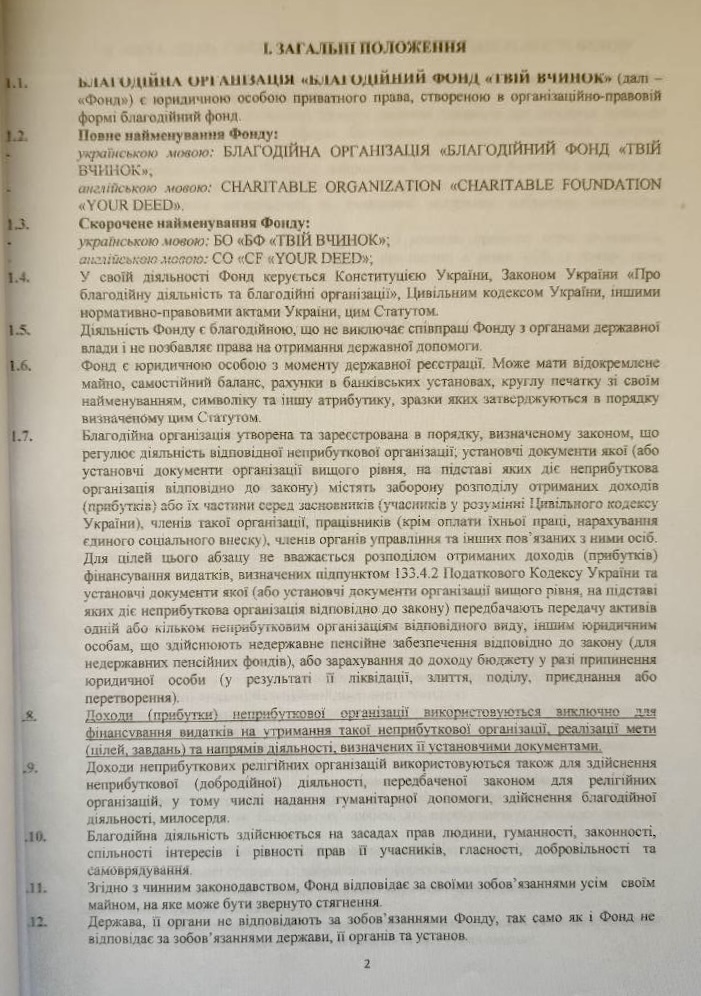 І. ЗАГАЛЬНІ ПОЛОЖЕННЯ
1.1. БЛАГОДІЙНА ОРГАНІЗАЦІЯ «БЛАГОДІЙНИЙ ФОНД «ТВІЙ ВЧИНОК» (далі –
«Фонд») є юридичною особою приватного права, створеною в організаційно-правовій
формі благодійний фонд.
1.2. Повне найменування Фонду:
- українською мовою: БЛАГОДІЙНА ОРГАНІЗАЦІЯ «БЛАГОДІЙНИЙ ФОНД «ТВІЙ
ВЧИНОК»,
- англійською мовою: CHARITABLE ORGANIZATION «CHARITABLE FOUNDATION
«YOUR DEED».
1.3. Скорочене найменування Фонду:
- українською мовою: БО «БФ «ТВІЙ ВЧИНОК»;
- англійською мовою: CO «CF «YOUR DEED»;
1.4. У своїй діяльності Фонд керується Конституцією України, Законом України «Про
благодійну діяльність та благодійні організації», Цивільним кодексом України, іншими
нормативно-правовими актами України, цим Статутом.
1.5. Діяльність Фонду є благодійною, що не виключає співпраці Фонду з органами державної
влади і не позбавляє права на отримання державної допомоги.
1.6. Фонд є юридичною особою з моменту державної реєстрації. Може мати відокремлене
майно, самостійний баланс, рахунки в банківських установах, круглу печатку зі своїм
найменуванням, символіку та іншу атрибутику, зразки яких затверджуються в порядку
визначеному цим Статутом.
1.7. Благодійна організація утворена та зареєстрована в порядку, визначеному законом, що
регулює діяльність відповідної неприбуткової організації; установчі документи якої (або
установчі документи організації вищого рівня, на підставі яких діє неприбуткова
організація відповідно до закону) містять заборону розподілу отриманих доходів
(прибутків) або їх частини серед засновників (учасників у розумінні Цивільного кодексу
України), членів такої організації, працівників (крім оплати їхньої праці, нарахування
єдиного соціального внеску), членів органів управління та інших пов'язаних з ними осіб.
Для цілей цього абзацу не вважається розподілом отриманих доходів (прибутків)
фінансування видатків, визначених підпунктом 133.4.2 Податкового Кодексу України та
установчі документи якої (або установчі документи організації вищого рівня, на підставі
яких діє неприбуткова організація відповідно до закону) передбачають передачу активів
одній або кільком неприбутковим організаціям відповідного виду, іншим юридичним
особам, що здійснюють недержавне пенсійне забезпечення відповідно до закону (для
недержавних пенсійних фондів), або зарахування до доходу бюджету у разі припинення
юридичної особи (у результаті її ліквідації, злиття, поділу, приєднання або
перетворення).
.8. Доходи (прибутки) неприбуткової організації використовуються виключно для
фінансування видатків на утримання такої неприбуткової організації, реалізації мети
(цілей, завдань) та напрямів діяльності, визначених її установчими документами.
.9. Доходи неприбуткових релігійних організацій використовуються також для здійснення
неприбуткової (добродійної) діяльності, передбаченої законом для релігійних
організацій, у тому числі надання гуманітарної допомоги, здійснення благодійної
діяльності, милосердя.
.10. Благодійна діяльність здійснюється на засадах прав людини, гуманності, законності,
спільності інтересів і рівності прав її учасників, гласності, добровільності та
самоврядування.
.11. Згідно з чинним законодавством, Фонд відповідає за своїми зобов'язаннями усім своїм
майном, на яке може бути звернуто стягнення.
.12. Держава, її органи не відповідають за зобов'язаннями Фонду, так само як і Фонд не
відповідає за зобов'язаннями держави, її органів та установ.
2